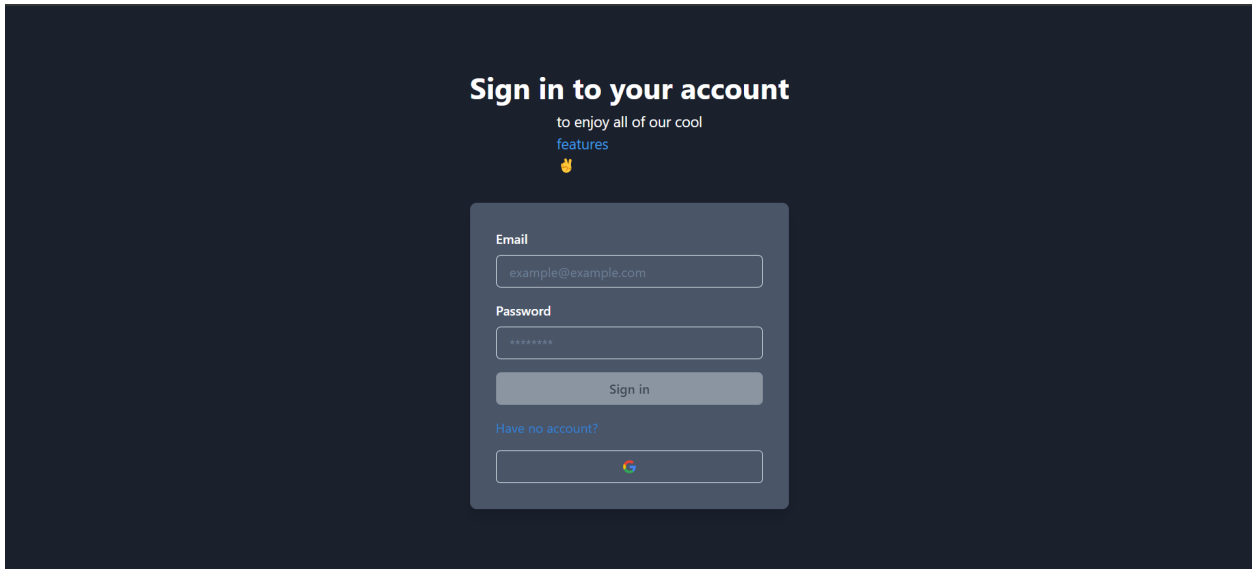 Sign in to your account
to enjoy all of our cool
features
✌
Email
example@example.com
Password
********
Sign in
Have no account?